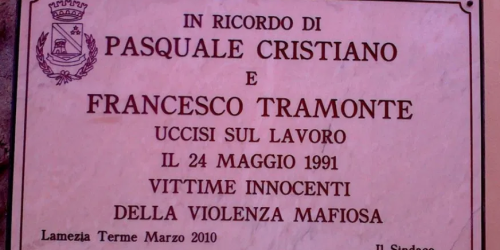 IN RICORDO DI
PASQUALE CRISTIANO
E
FRANCESCO TRAMONTE
UCCISI SUL LAVORO
IL 24 MAGGIO 1991
VITTIME INNOCENTI
DELLA VIOLENZA MAFIOSA
Lamezia Terme Marzo 2010
Il Sindaco